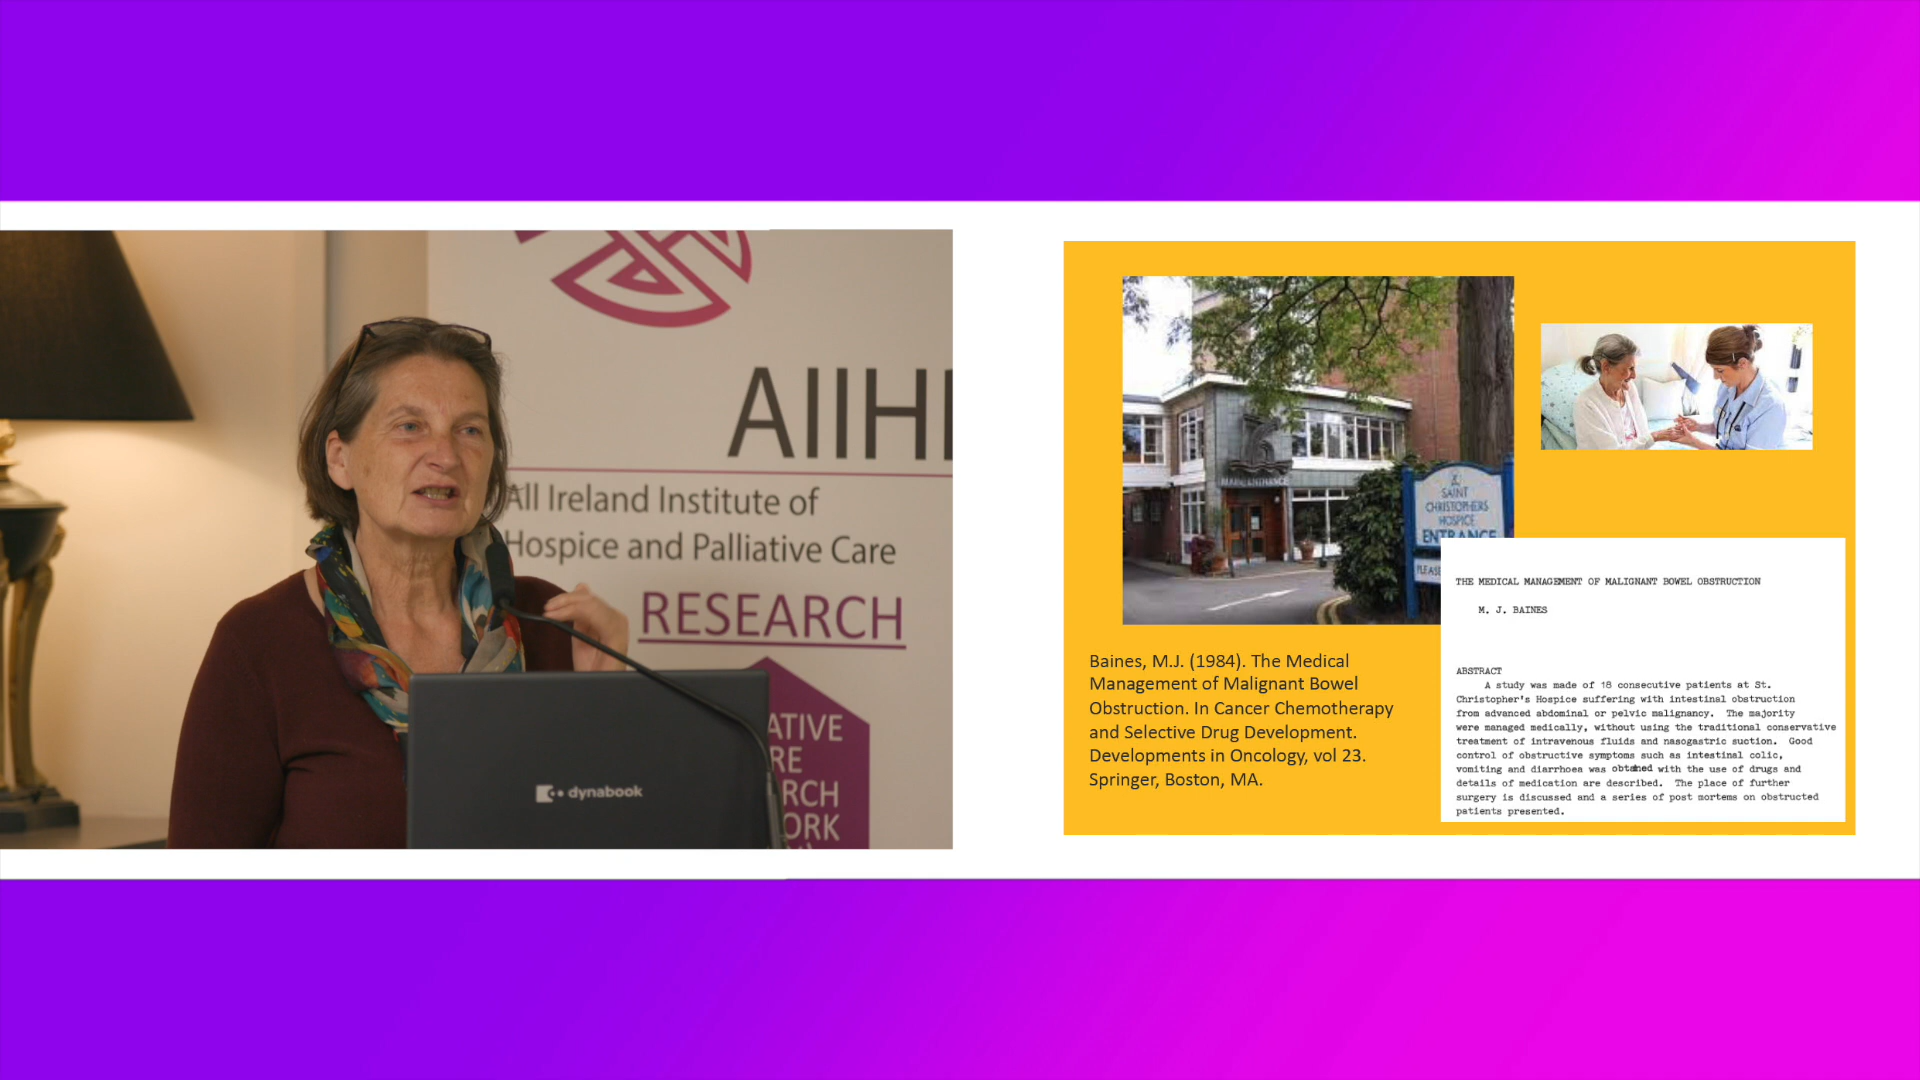 AIIH
All Ireland Institute of
Hospice and Palliative Care
RESEARCH
ATIVE
RE
RCH
ORK
dynabook
MAIN ENTRANCE
SAINT
CHRISTOPHERS
HOSPICE
ENTRANCE
PLEASE
Baines, M.J. (1984). The Medical
Management of Malignant Bowel
Obstruction. In Cancer Chemotherapy
and Selective Drug Development.
Developments in Oncology, vol 23.
Springer, Boston, MA.
THE MEDICAL MANAGEMENT OF MALIGNANT BOWEL OBSTRUCTION
M. J. BAINES
ABSTRACT
A study was made of 18 consecutive patients at St.
Christopher's Hospice suffering with intestinal obstruction
from advanced abdominal or pelvic malignancy. The majority
were managed medically, without using the traditional conservative
treatment of intravenous fluids and nasogastric suction. Good
control of obstructive symptoms such as intestinal colic,
vomiting and diarrhoea was obtained with the use of drugs and
details of medication are described. The place of further
surgery is discussed and a series of post mortems on obstructed
patients presented.